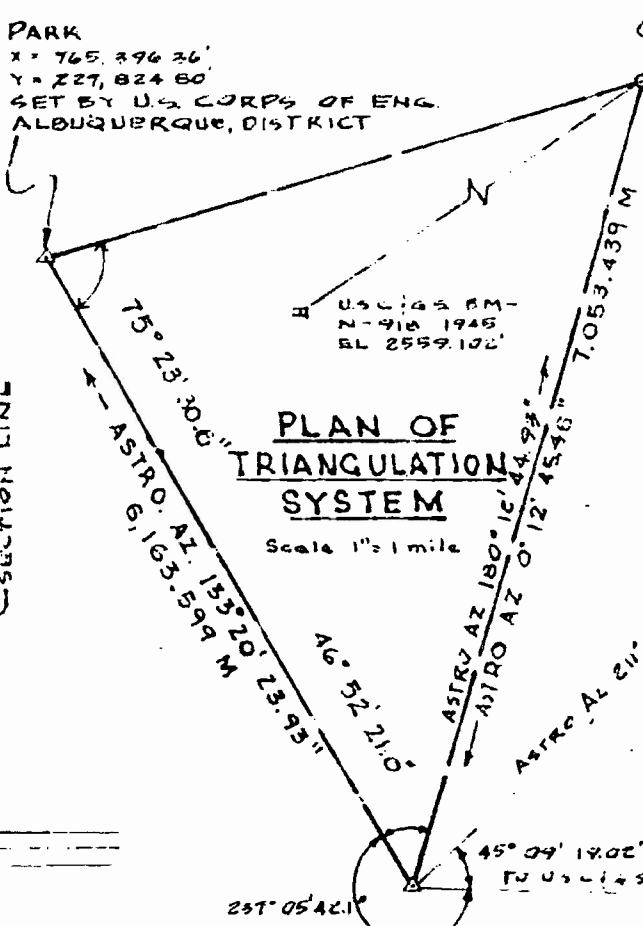 PARK
X = 765,396.26'
Y = 227,824.80'
SET BY U.S. CORPS OF ENG.
ALBUQUERQUE, DISTRICT
N
7,053.439 M
U.S.C.&G.S. BM-
N-918 1945
EL 2559.102'
75° 23' 30.6"
SECTION LINE
PLAN OF
TRIANGULATION
SYSTEM
Scale 1" = 1 mile
ASTRO. AZ. 133° 20' 23.93"
6,163.599 M
ASTRO AZ 180° 12' 44.93"
ASTRO AZ 0° 12' 45.46"
46° 52' 21.0"
ASTRO AZ 211°
45° 09' 19.02"
TO U.S.C.&G.S
237° 05' 42.1"